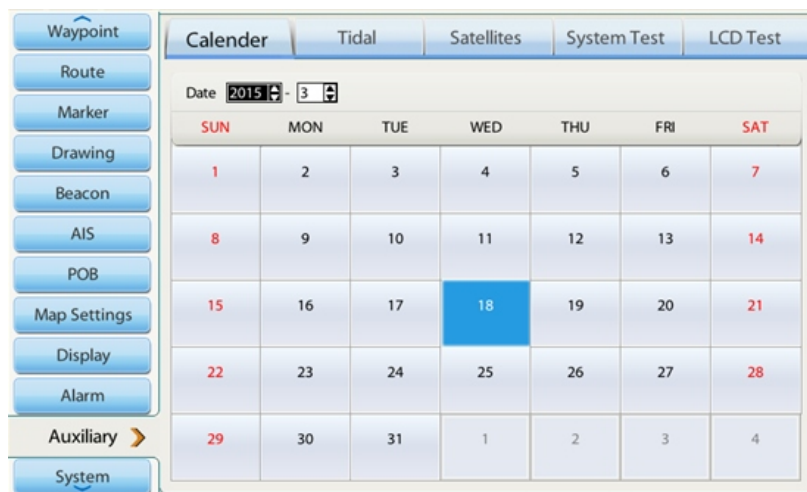 Waypoint
Route
Marker
Drawing
Beacon
AIS
POB
Map Settings
Display
Alarm
Auxiliary
System
Calender Tidal Satellites System Test LCD Test
Date 2015 - 3
SUN MON TUE WED THU FRI SAT
1 2 3 4 5 6 7
8 9 10 11 12 13 14
15 16 17 18 19 20 21
22 23 24 25 26 27 28
29 30 31 1 2 3 4